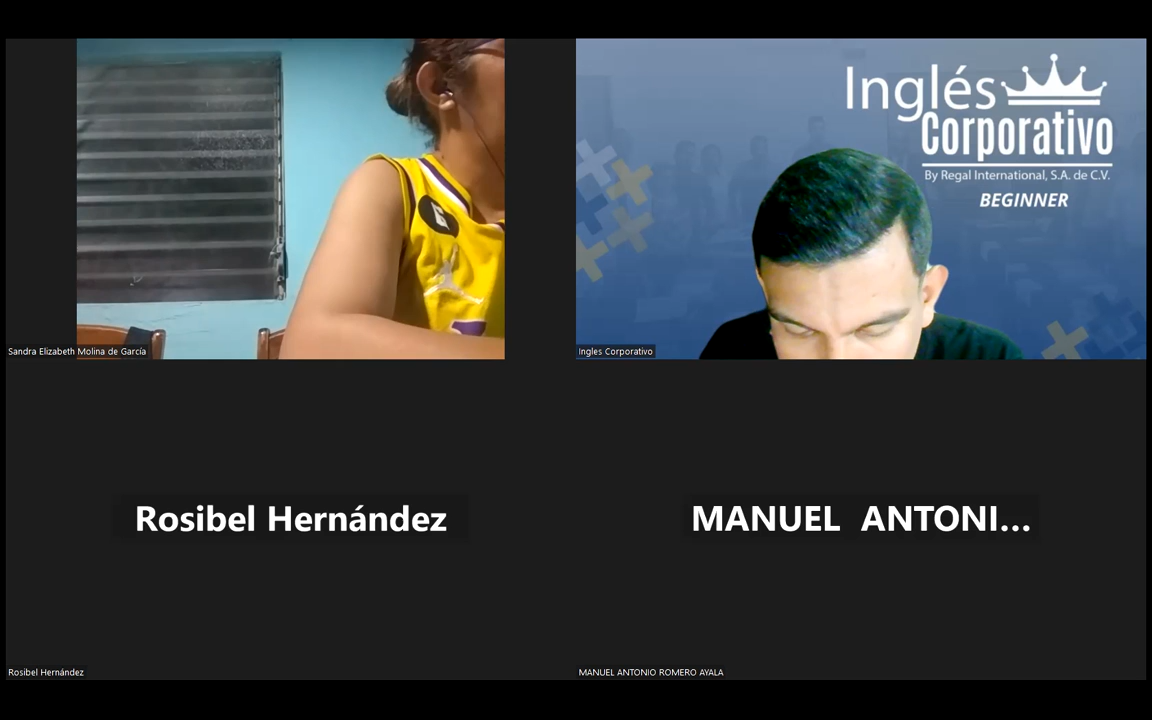 Inglés
Corporativo
By Regal International, S.A. de C.V.
BEGINNER
Sandra Elizabeth Molina de García
Ingles Corporativo
Rosibel Hernández
MANUEL ANTONI...
Rosibel Hernández
MANUEL ANTONIO ROMERO AYALA